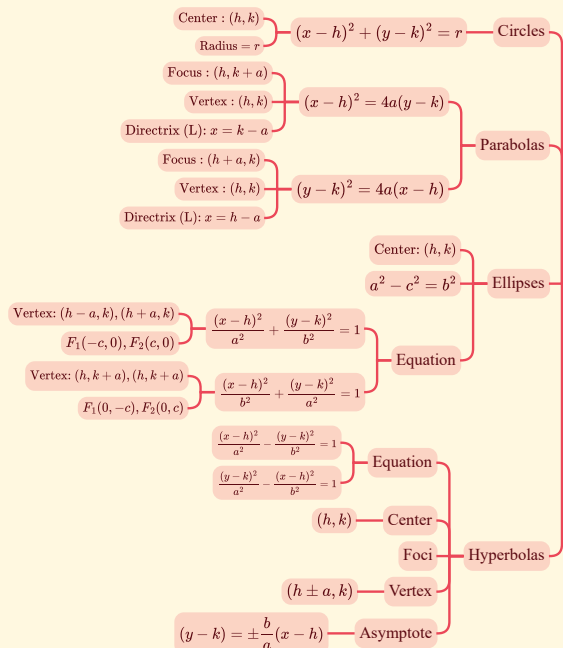 Center : (h, k)
(x − h)² + (y − k)² = r
Circles
Radius = r
Focus : (h, k + a)
Vertex : (h, k)
(x − h)² = 4a(y − k)
Directrix (L): x = k − a
Parabolas
Focus : (h + a, k)
Vertex : (h, k)
(y − k)² = 4a(x − h)
Directrix (L): x = h − a
Center: (h, k)
a² − c² = b²
Ellipses
Vertex: (h − a, k), (h + a, k)
(x − h)²/a² + (y − k)²/b² = 1
F₁(−c, 0), F₂(c, 0)
Equation
Vertex: (h, k + a), (h, k + a)
(x − h)²/b² + (y − k)²/a² = 1
F₁(0, −c), F₂(0, c)
(x − h)²/a² − (y − k)²/b² = 1
Equation
(y − k)²/a² − (x − h)²/b² = 1
(h, k)
Center
Foci
Hyperbolas
(h ± a, k)
Vertex
(y − k) = ± b/a (x − h)
Asymptote